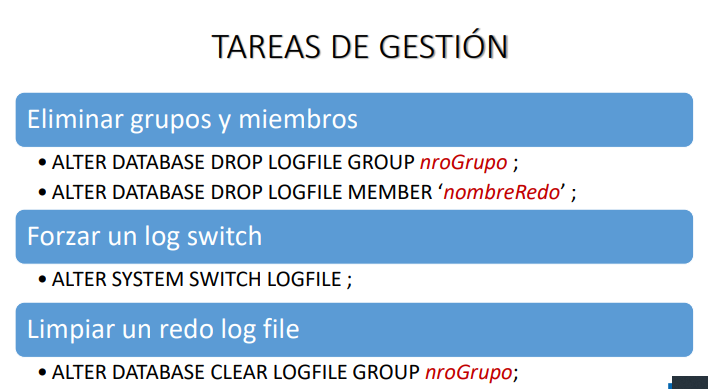 TAREAS DE GESTIÓN
Eliminar grupos y miembros
• ALTER DATABASE DROP LOGFILE GROUP nroGrupo ;
• ALTER DATABASE DROP LOGFILE MEMBER ‘nombreRedo’ ;
Forzar un log switch
• ALTER SYSTEM SWITCH LOGFILE ;
Limpiar un redo log file
• ALTER DATABASE CLEAR LOGFILE GROUP nroGrupo;